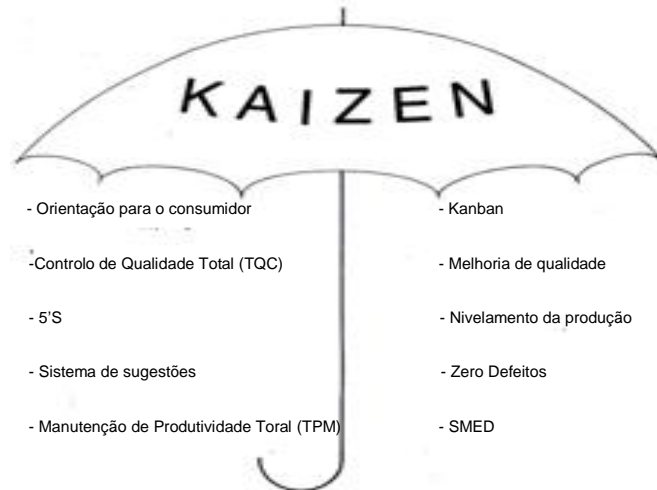 KAIZEN
- Orientação para o consumidor
-Controlo de Qualidade Total (TQC)
- 5'S
- Sistema de sugestões
- Manutenção de Produtividade Toral (TPM)
- Kanban
- Melhoria de qualidade
- Nivelamento da produção
- Zero Defeitos
- SMED